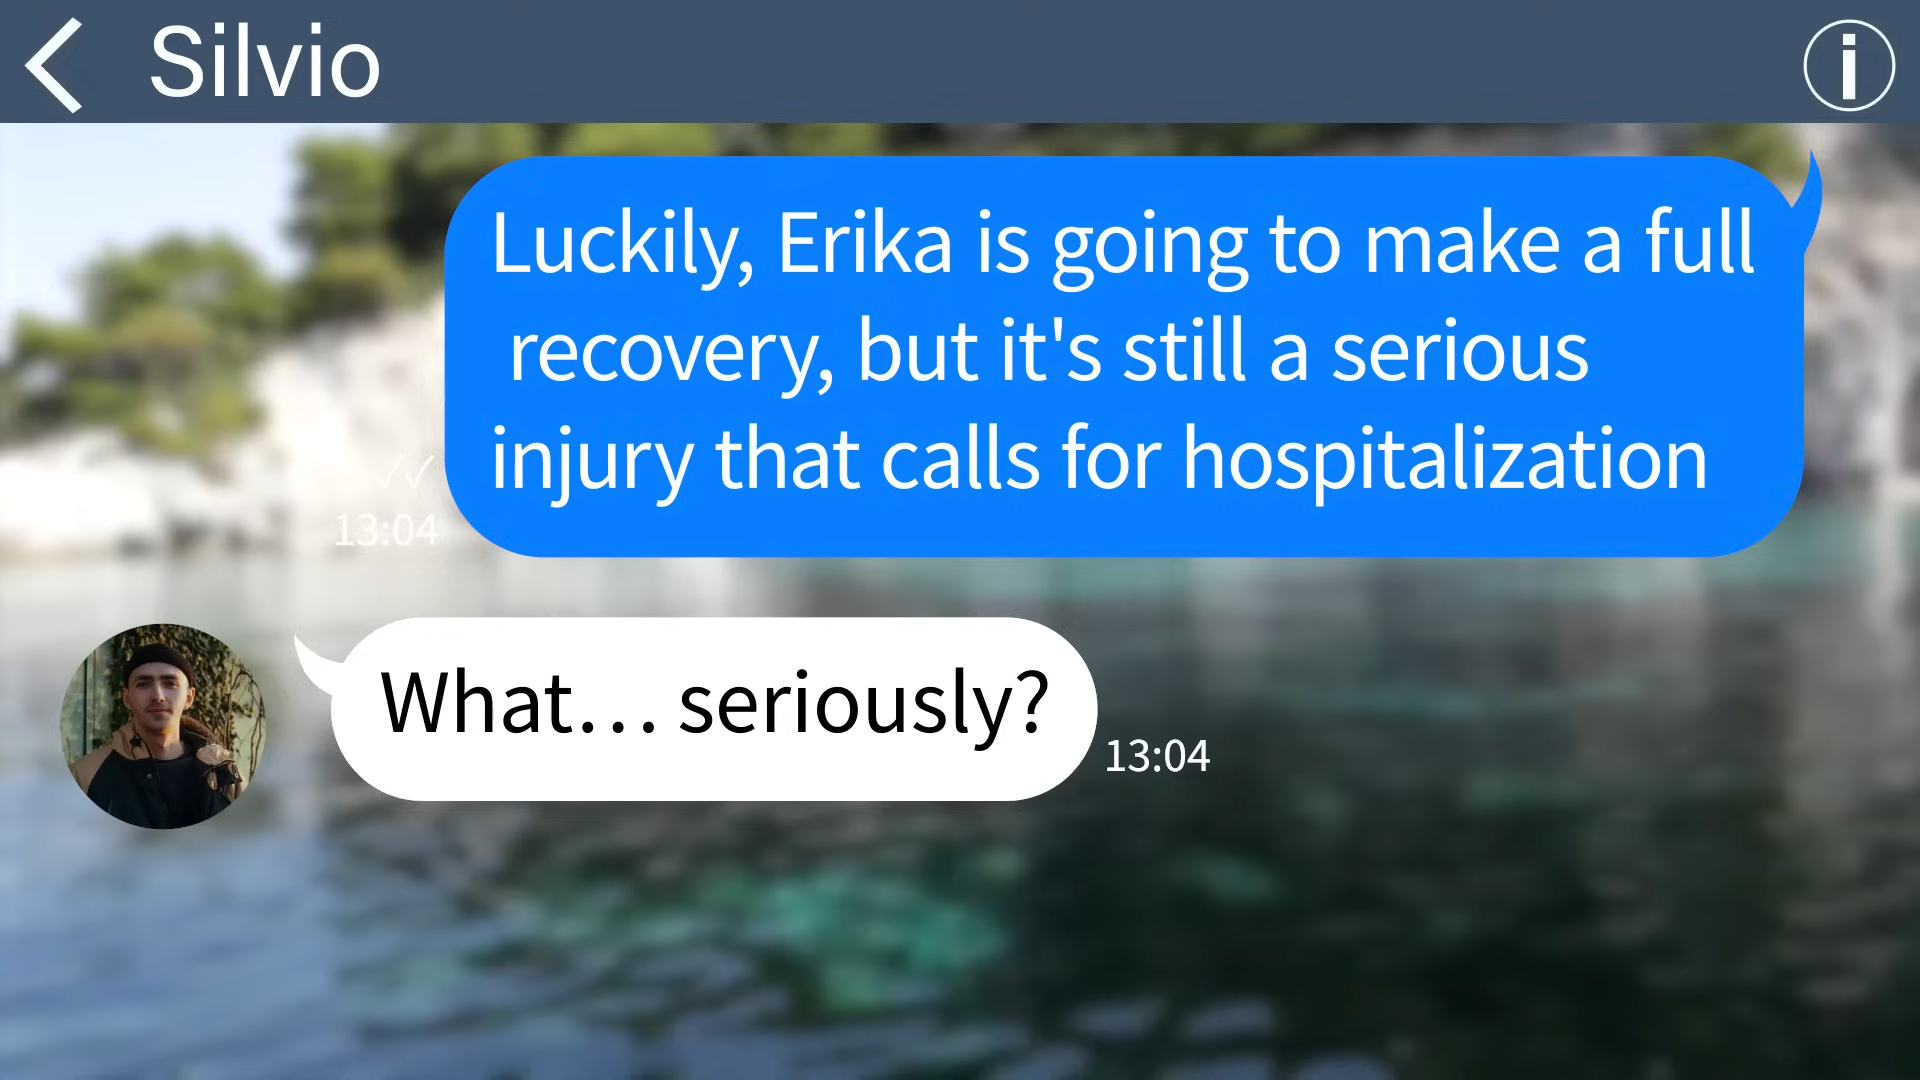 Silvio
Luckily, Erika is going to make a full
recovery, but it's still a serious
injury that calls for hospitalization
✓✓
13:04
What… seriously?
13:04